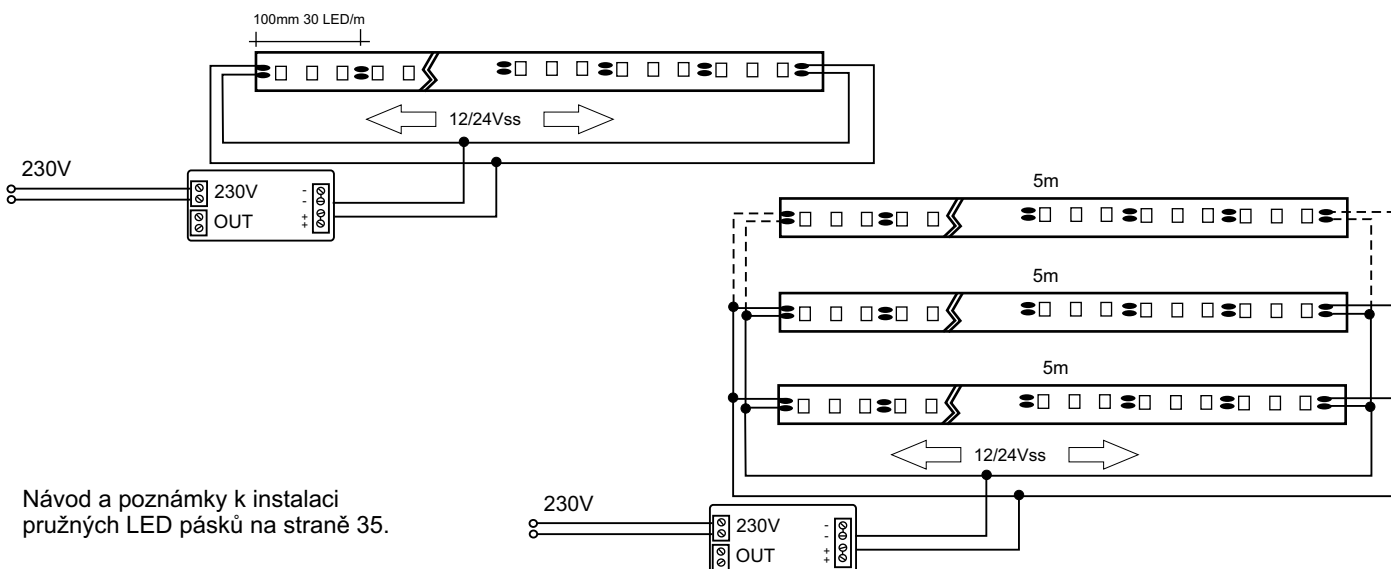 100mm 30 LED/m
12/24Vss
230V
230V
-
-
+
+
OUT
5m
5m
5m
12/24Vss
Návod a poznámky k instalaci
pružných LED pásků na straně 35.
230V
230V
-
-
+
+
OUT